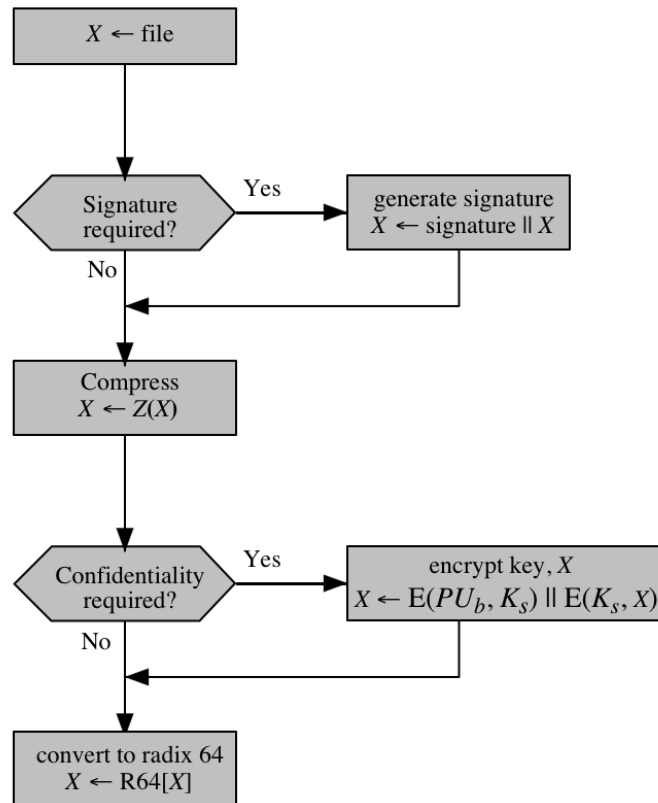 X ← file
Signature
required?
Yes
generate signature
X ← signature || X
No
Compress
X ← Z(X)
Confidentiality
required?
Yes
encrypt key, X
X ← E(PU_b, K_s) || E(K_s, X)
No
convert to radix 64
X ← R64[X]